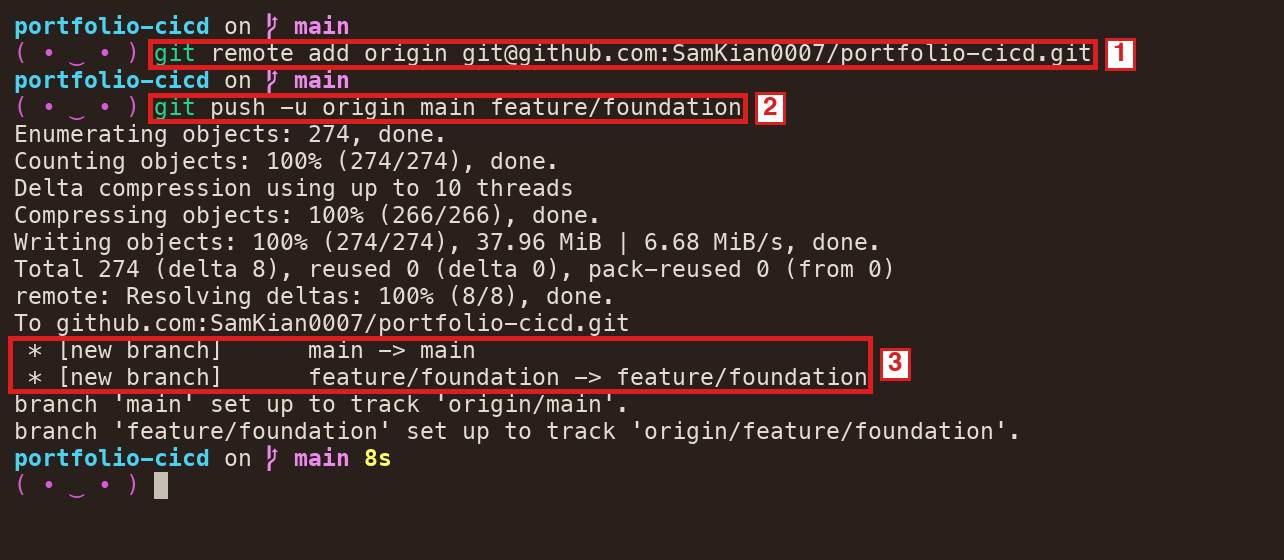 portfolio-cicd on main
( • ‿ • ) git remote add origin git@github.com:SamKian0007/portfolio-cicd.git 1
portfolio-cicd on main
( • ‿ • ) git push -u origin main feature/foundation 2
Enumerating objects: 274, done.
Counting objects: 100% (274/274), done.
Delta compression using up to 10 threads
Compressing objects: 100% (266/266), done.
Writing objects: 100% (274/274), 37.96 MiB | 6.68 MiB/s, done.
Total 274 (delta 8), reused 0 (delta 0), pack-reused 0 (from 0)
remote: Resolving deltas: 100% (8/8), done.
To github.com:SamKian0007/portfolio-cicd.git
* [new branch] main -> main
* [new branch] feature/foundation -> feature/foundation 3
branch 'main' set up to track 'origin/main'.
branch 'feature/foundation' set up to track 'origin/feature/foundation'.
portfolio-cicd on main 8s
( • ‿ • )